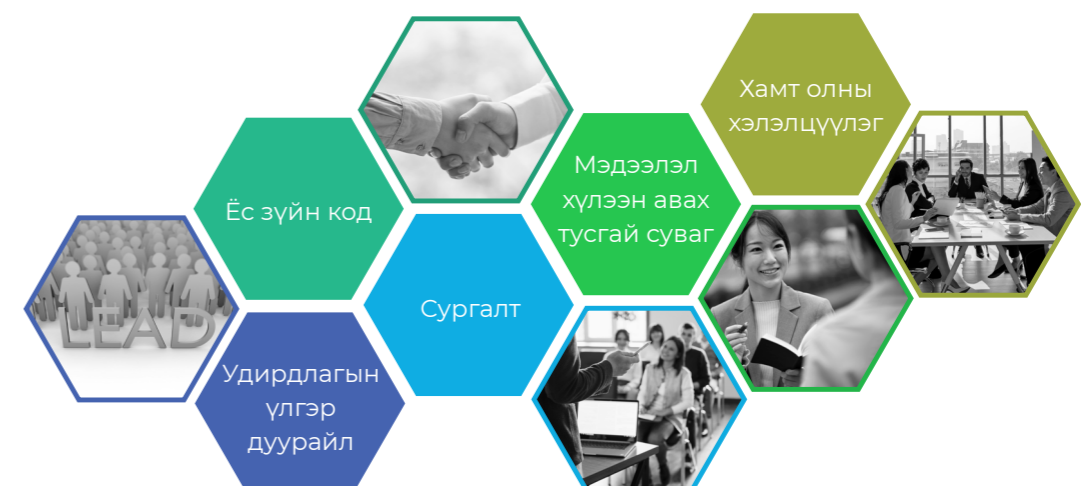 Хамт олны
хэлэлцүүлэг
Мэдээлэл
хүлээн авах
тусгай суваг
Ёс зүйн код
Сургалт
LEAD
Удирдлагын
үлгэр
дуурайл